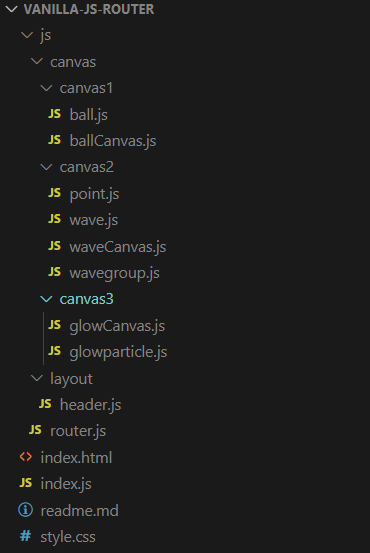 VANILLA-JS-ROUTER
js
canvas
canvas1
JS ball.js
JS ballCanvas.js
canvas2
JS point.js
JS wave.js
JS waveCanvas.js
JS wavegroup.js
canvas3
JS glowCanvas.js
JS glowparticle.js
layout
JS header.js
JS router.js
<> index.html
JS index.js
readme.md
# style.css